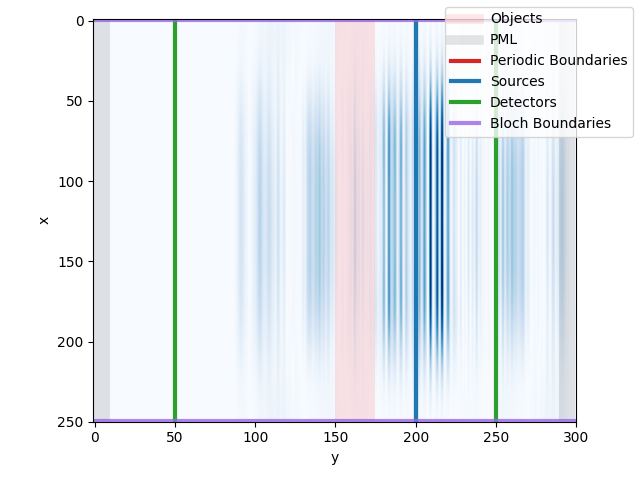 Objects
PML
Periodic Boundaries
Sources
Detectors
Bloch Boundaries
0
50
100
150
200
250
x
0
50
100
150
200
250
300
y